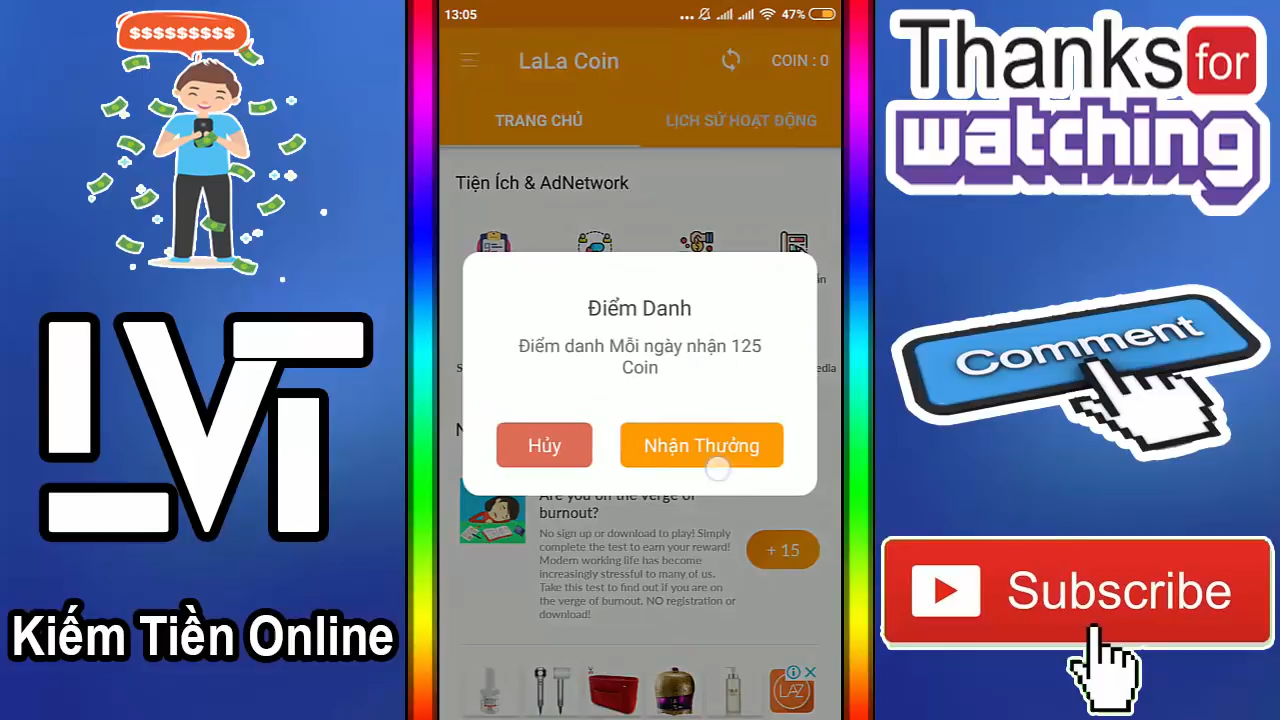 $$$$$$$$$
LVT
Kiếm Tiền Online
13:05
47%
LaLa Coin
COIN : 0
TRANG CHỦ
LỊCH SỬ HOẠT ĐỘNG
Tiện Ích & AdNetwork
Điểm Danh
Điểm danh Mỗi ngày nhận 125
Coin
Hủy
Nhận Thưởng
Are you on the verge of
burnout?
No sign up or download to play! Simply
complete the test to earn your reward!
Modern working life has become
increasingly stressful to many of us.
Take this test to find out if you are on
the verge of burnout. NO registration or
download!
+ 15
LAZ
Thanks for
watching
Comment
Subscribe